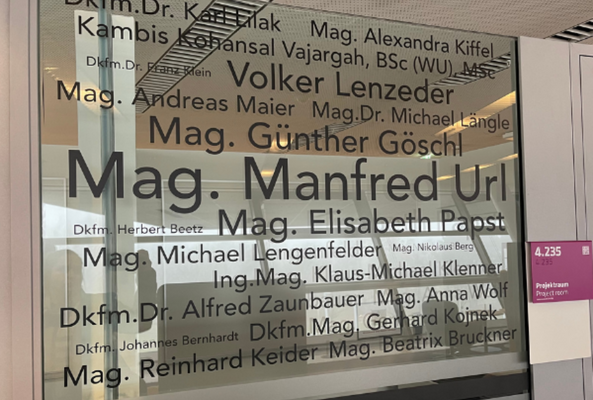 Dkfm.Dr. Karl Lilak Mag. Alexandra Kiffel
Kambis Kohansal Vajargah, BSc (WU), MSc
Dkfm.Dr. Franz Klein Volker Lenzeder
Mag. Andreas Maier Mag.Dr. Michael Längle
Mag. Günther Göschl
Mag. Manfred Url
Dkfm. Herbert Beetz Mag. Elisabeth Papst
Mag. Michael Lengenfelder Mag. Nikolaus Berg
Ing.Mag. Klaus-Michael Klenner
Dkfm.Dr. Alfred Zaunbauer Mag. Anna Wolf
Dkfm. Johannes Bernhardt Dkfm.Mag. Gerhard Kojnek
Mag. Reinhard Keider Mag. Beatrix Bruckner
4.235
4.235
Projektraum
Project room